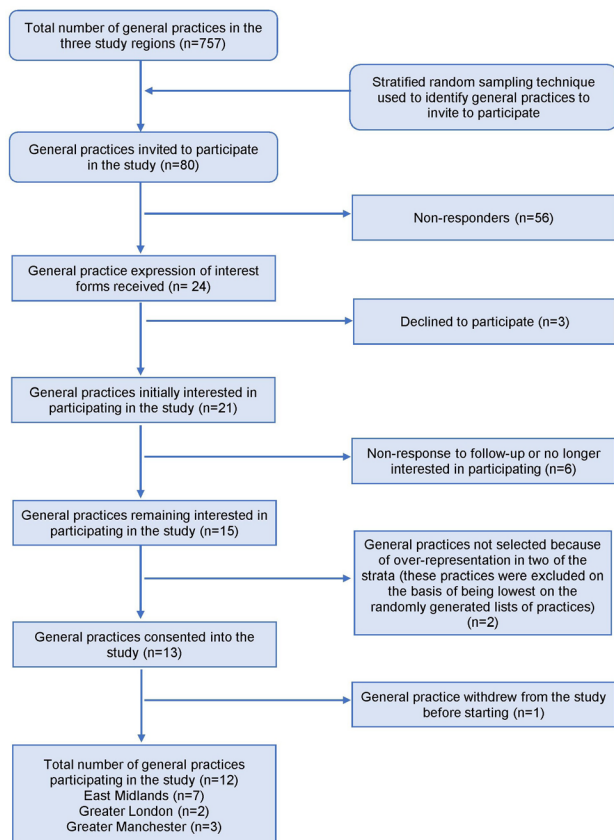 Total number of general practices in the
three study regions (n=757)
Stratified random sampling technique
used to identify general practices to
invite to participate
General practices invited to participate
in the study (n=80)
Non-responders (n=56)
General practice expression of interest
forms received (n= 24)
Declined to participate (n=3)
General practices initially interested in
participating in the study (n=21)
Non-response to follow-up or no longer
interested in participating (n=6)
General practices remaining interested in
participating in the study (n=15)
General practices not selected because
of over-representation in two of the
strata (these practices were excluded on
the basis of being lowest on the
randomly generated lists of practices)
(n=2)
General practices consented into the
study (n=13)
General practice withdrew from the study
before starting (n=1)
Total number of general practices
participating in the study (n=12)
East Midlands (n=7)
Greater London (n=2)
Greater Manchester (n=3)